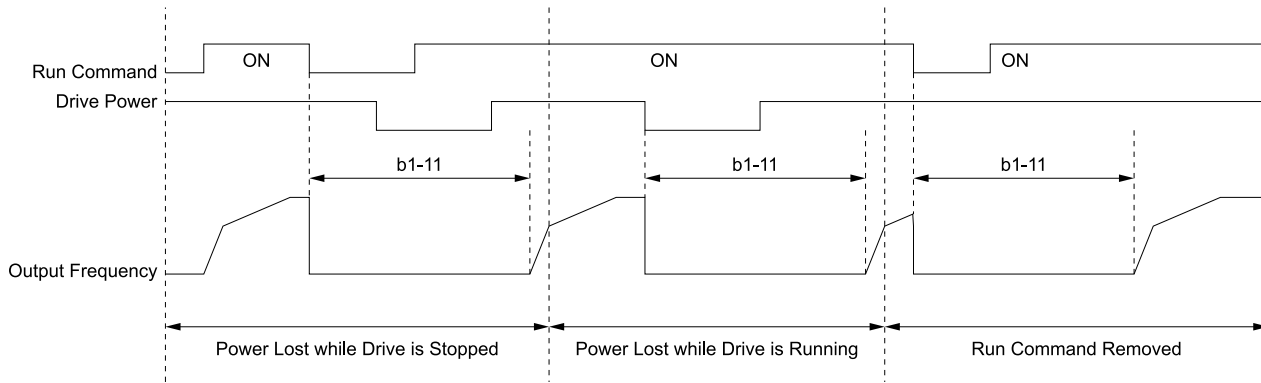 ON
ON
ON
Run Command
Drive Power
b1-11
b1-11
b1-11
Output Frequency
Power Lost while Drive is Stopped
Power Lost while Drive is Running
Run Command Removed